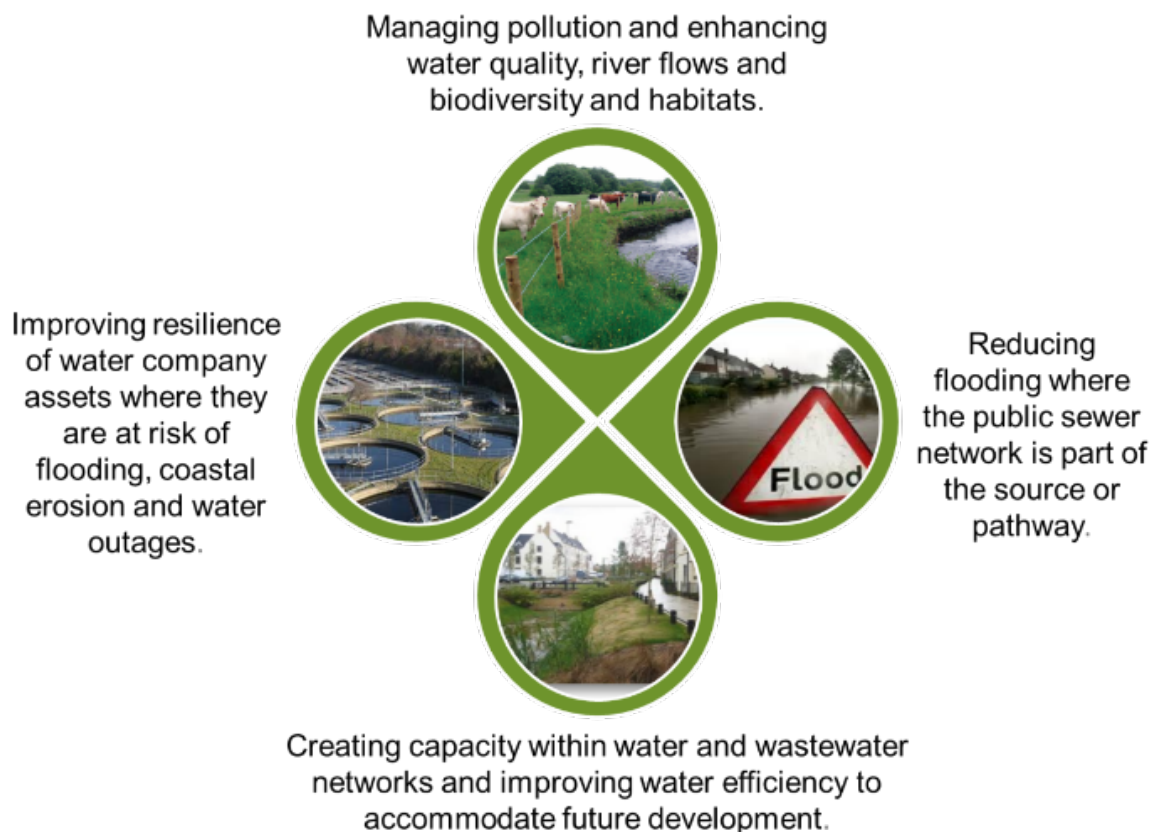 Managing pollution and enhancing
water quality, river flows and
biodiversity and habitats.
Improving resilience
of water company
assets where they
are at risk of
flooding, coastal
erosion and water
outages.
Reducing
flooding where
the public sewer
network is part of
the source or
pathway.
Flood
Creating capacity within water and wastewater
networks and improving water efficiency to
accommodate future development.